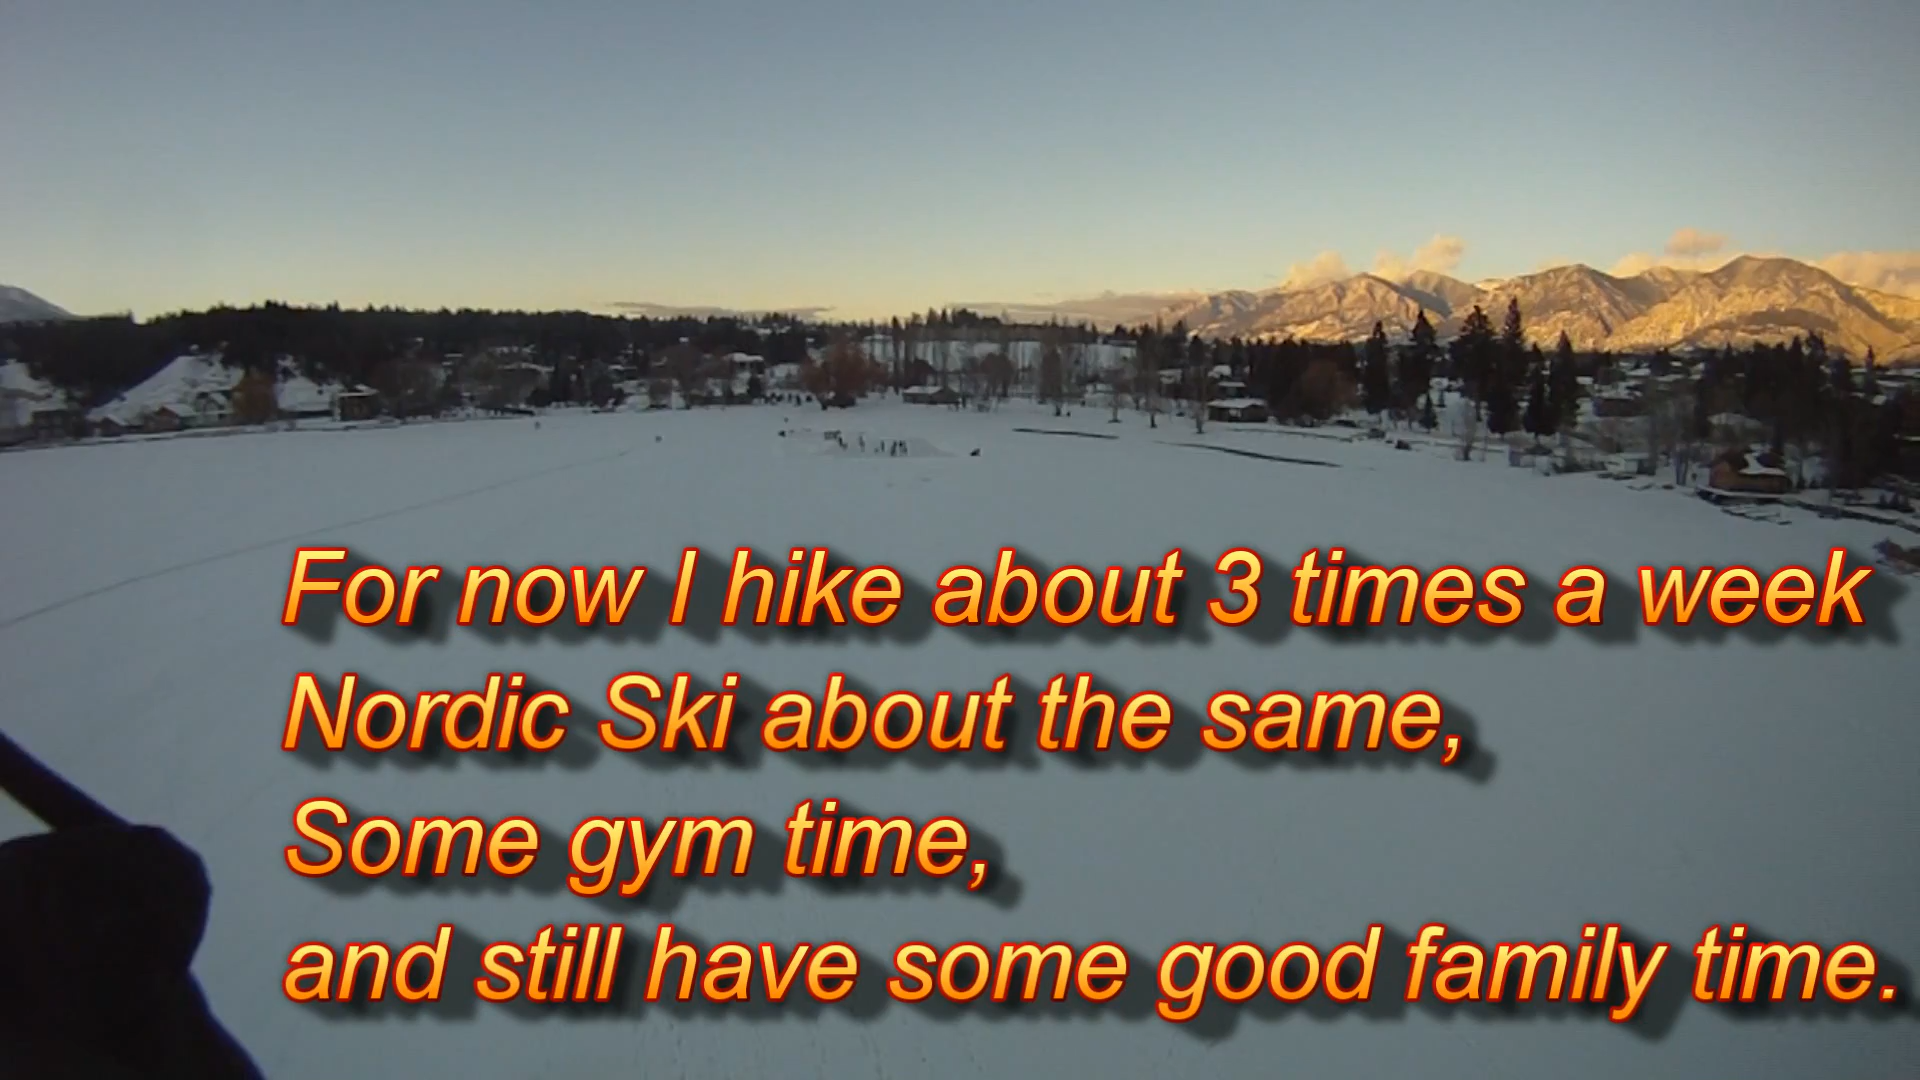 For now I hike about 3 times a week
Nordic Ski about the same,
Some gym time,
and still have some good family time.